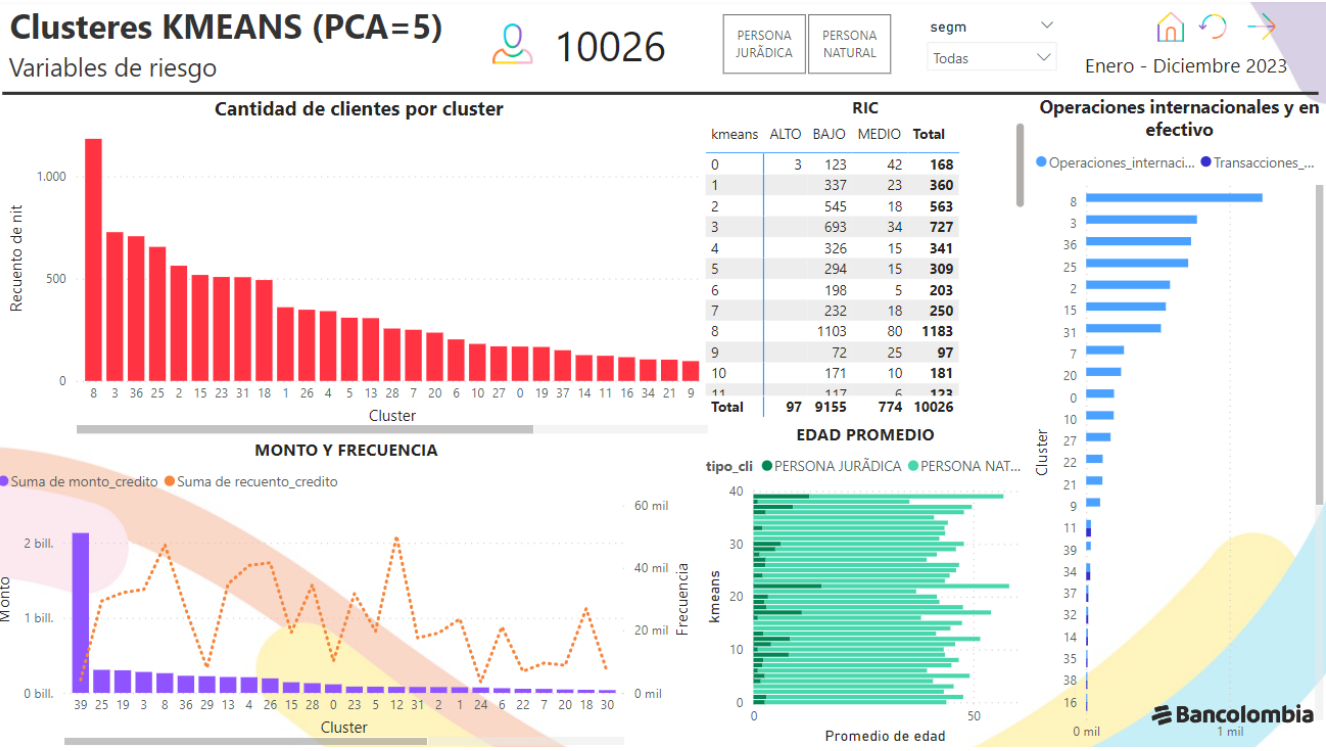 Clusteres KMEANS (PCA=5)
Variables de riesgo
10026
PERSONA
JURÃDICA
PERSONA
NATURAL
segm
Todas
Enero - Diciembre 2023
Cantidad de clientes por cluster
Recuento de nit
1.000
500
0
8 3 36 25 2 15 23 31 18 1 26 4 5 13 28 7 20 6 10 27 0 19 37 14 11 16 34 21 9
Cluster
RIC
kmeans ALTO BAJO MEDIO Total
0 3 123 42 168
1 337 23 360
2 545 18 563
3 693 34 727
4 326 15 341
5 294 15 309
6 198 5 203
7 232 18 250
8 1103 80 1183
9 72 25 97
10 171 10 181
11 117 6 123
Total 97 9155 774 10026
Operaciones internacionales y en
efectivo
Operaciones_internaci... Transacciones_...
Cluster
8
3
36
25
2
15
31
7
20
0
10
27
22
21
9
11
39
34
37
32
14
35
38
16
0 mil 1 mil
MONTO Y FRECUENCIA
Suma de monto_credito Suma de recuento_credito
Monto
2 bill.
1 bill.
0 bill.
60 mil
40 mil
20 mil
0 mil
Frecuencia
39 25 19 3 8 36 29 13 4 26 15 28 0 23 5 12 31 2 1 24 6 22 7 20 18 30
Cluster
EDAD PROMEDIO
tipo_cli PERSONA JURÃDICA PERSONA NAT...
kmeans
40
30
20
10
0
0 50
Promedio de edad
Bancolombia